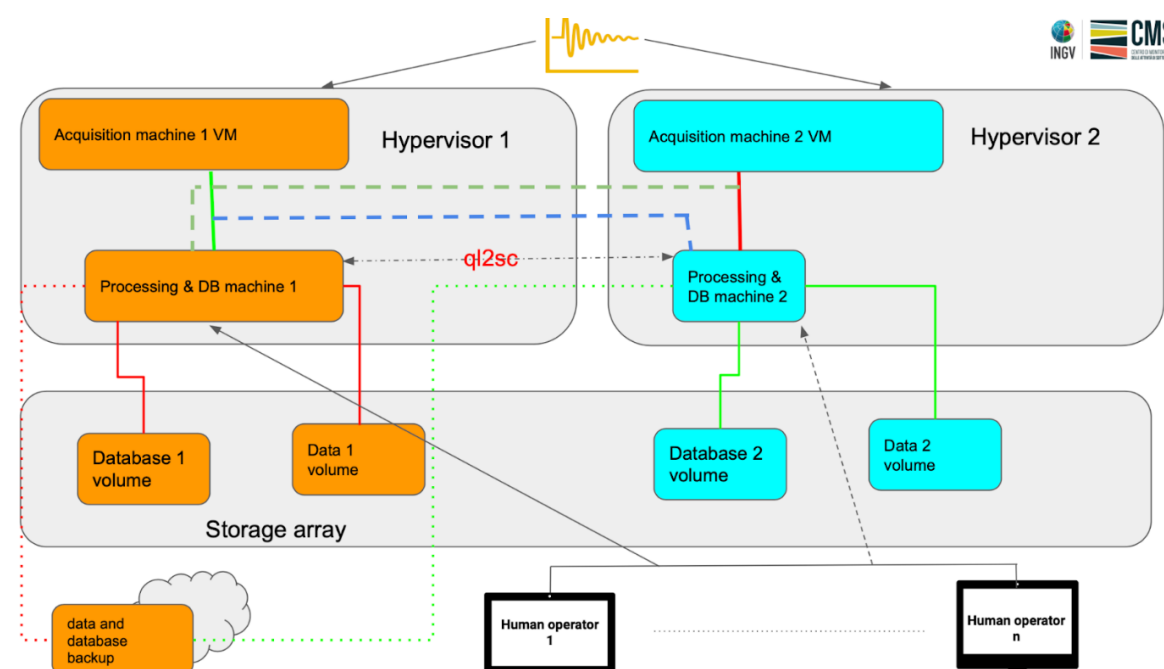 INGV
CMS
Acquisition machine 1 VM
Hypervisor 1
Acquisition machine 2 VM
Hypervisor 2
ql2sc
Processing & DB machine 1
Processing &
DB machine 2
Database 1
volume
Data 1
volume
Database 2
volume
Data 2
volume
Storage array
data and
database
backup
Human operator
1
Human operator
n